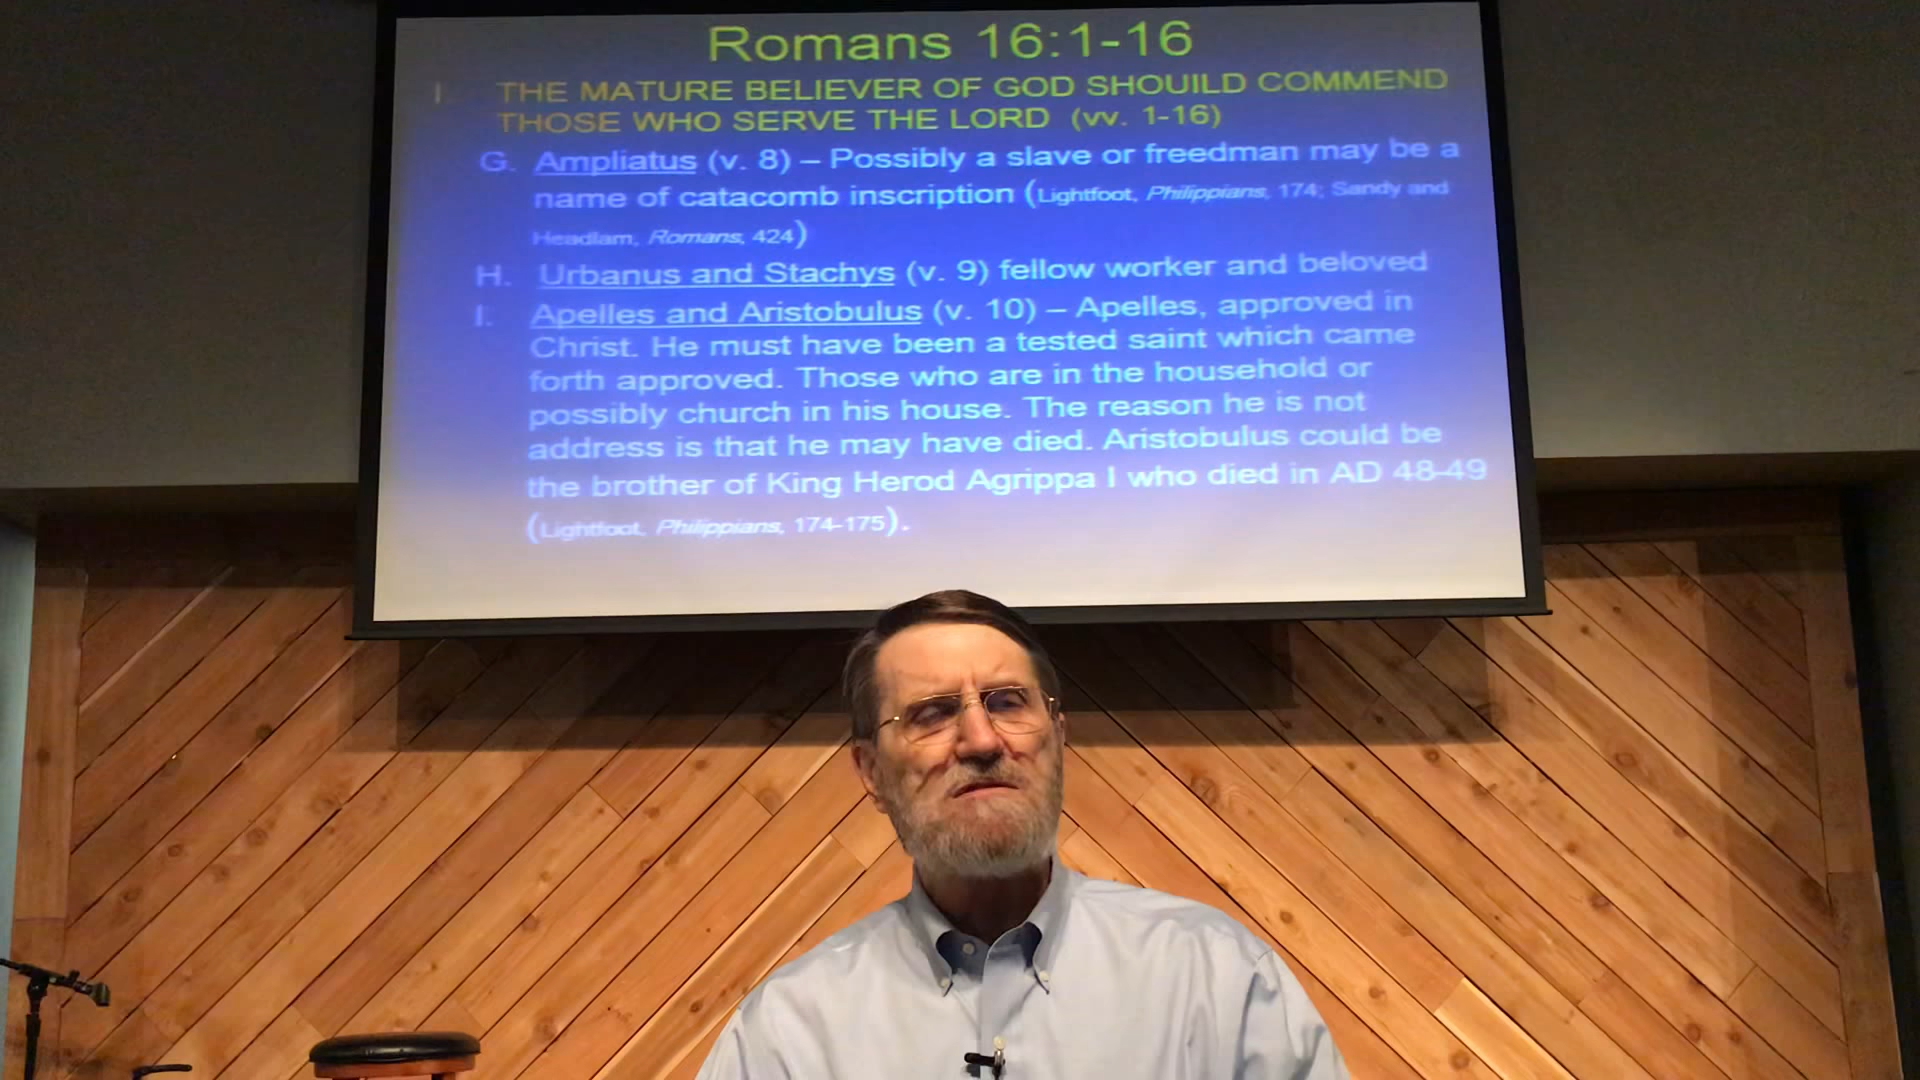 Romans 16:1-16
I. THE MATURE BELIEVER OF GOD SHOUILD COMMEND
THOSE WHO SERVE THE LORD (vv. 1-16)
G. Ampliatus (v. 8) – Possibly a slave or freedman may be a
name of catacomb inscription (Lightfoot, Philippians, 174; Sandy and
Headlam, Romans, 424)
H. Urbanus and Stachys (v. 9) fellow worker and beloved
I. Apelles and Aristobulus (v. 10) – Apelles, approved in
Christ. He must have been a tested saint which came
forth approved. Those who are in the household or
possibly church in his house. The reason he is not
address is that he may have died. Aristobulus could be
the brother of King Herod Agrippa I who died in AD 48-49
(Lightfoot, Philippians, 174-175).